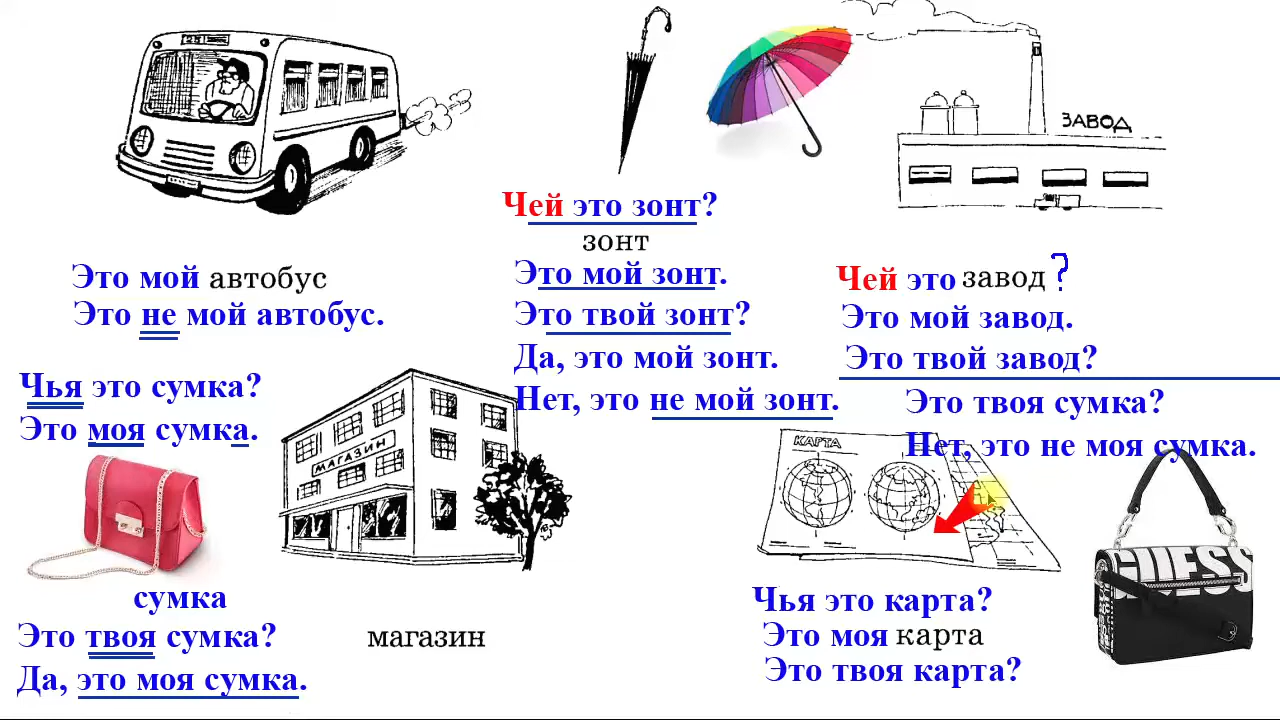 ЗАВОД
Чей это зонт?
зонт
Это мой зонт.
Это твой зонт?
Да, это мой зонт.
Нет, это не мой зонт.
Это мой автобус
Это не мой автобус.
Чей это завод?
Это мой завод.
Это твой завод?
Чья это сумка?
Это моя сумка.
Это твоя сумка?
Нет, это не моя сумка.
МАГАЗИН
КАРТА
GUESS
сумка
Это твоя сумка?
Да, это моя сумка.
магазин
Чья это карта?
Это моя карта
Это твоя карта?